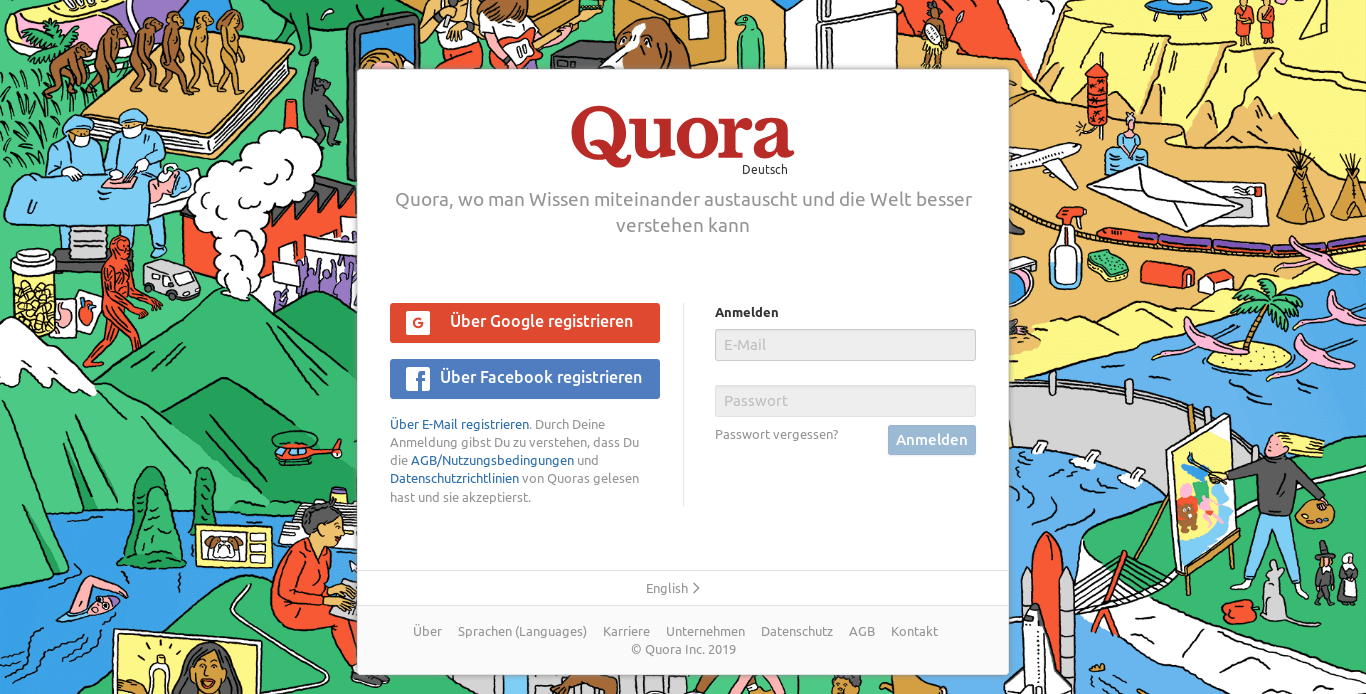 Quora
Deutsch
Quora, wo man Wissen miteinander austauscht und die Welt besser
verstehen kann
G Über Google registrieren
f Über Facebook registrieren
Über E-Mail registrieren. Durch Deine
Anmeldung gibst Du zu verstehen, dass Du
die AGB/Nutzungsbedingungen und
Datenschutzrichtlinien von Quoras gelesen
hast und sie akzeptierst.
Anmelden
E-Mail
Passwort
Passwort vergessen?
Anmelden
English
Über Sprachen (Languages) Karriere Unternehmen Datenschutz AGB Kontakt
© Quora Inc. 2019